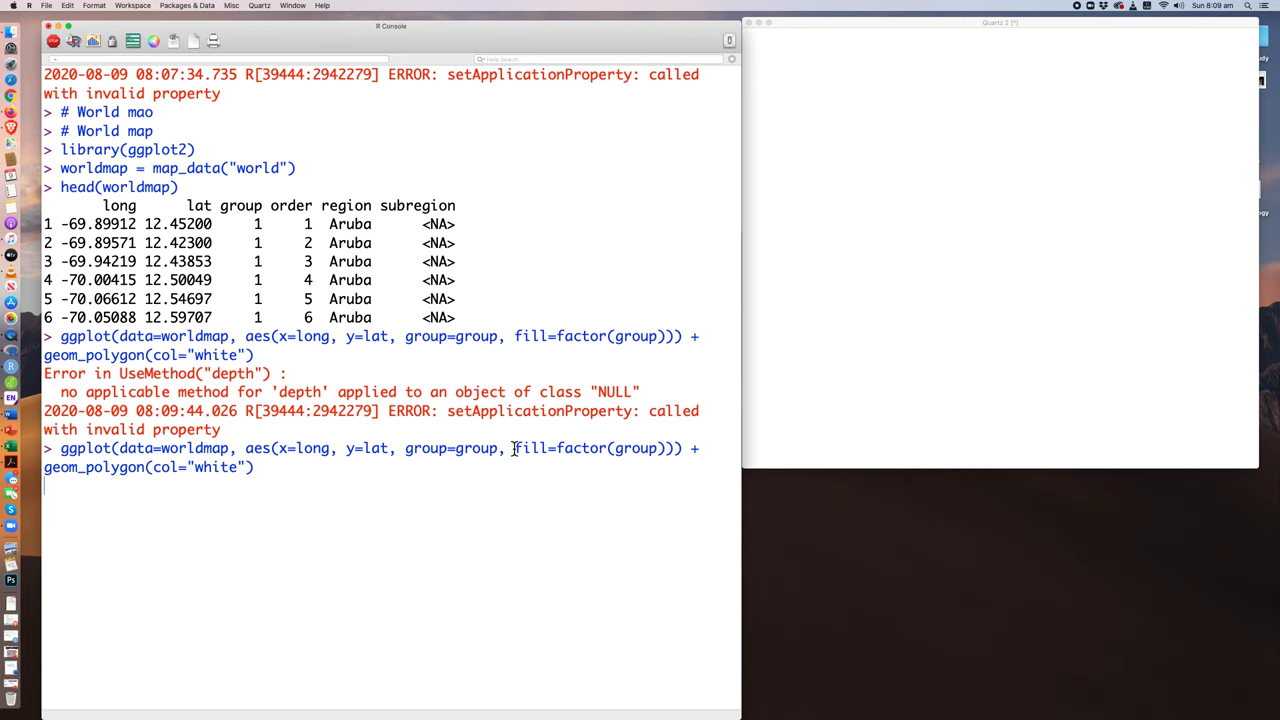 R File Edit Format Workspace Packages & Data Misc Quartz Window Help
Sun 8:09 am
R Console
Quartz 2 [*]
Help Search
2020-08-09 08:07:34.735 R[39444:2942279] ERROR: setApplicationProperty: called
with invalid property
> # World mao
> # World map
> library(ggplot2)
> worldmap = map_data("world")
> head(worldmap)
long lat group order region subregion
1 -69.89912 12.45200 1 1 Aruba <NA>
2 -69.89571 12.42300 1 2 Aruba <NA>
3 -69.94219 12.43853 1 3 Aruba <NA>
4 -70.00415 12.50049 1 4 Aruba <NA>
5 -70.06612 12.54697 1 5 Aruba <NA>
6 -70.05088 12.59707 1 6 Aruba <NA>
> ggplot(data=worldmap, aes(x=long, y=lat, group=group, fill=factor(group))) +
geom_polygon(col="white")
Error in UseMethod("depth") :
no applicable method for 'depth' applied to an object of class "NULL"
2020-08-09 08:09:44.026 R[39444:2942279] ERROR: setApplicationProperty: called
with invalid property
> ggplot(data=worldmap, aes(x=long, y=lat, group=group, fill=factor(group))) +
geom_polygon(col="white")